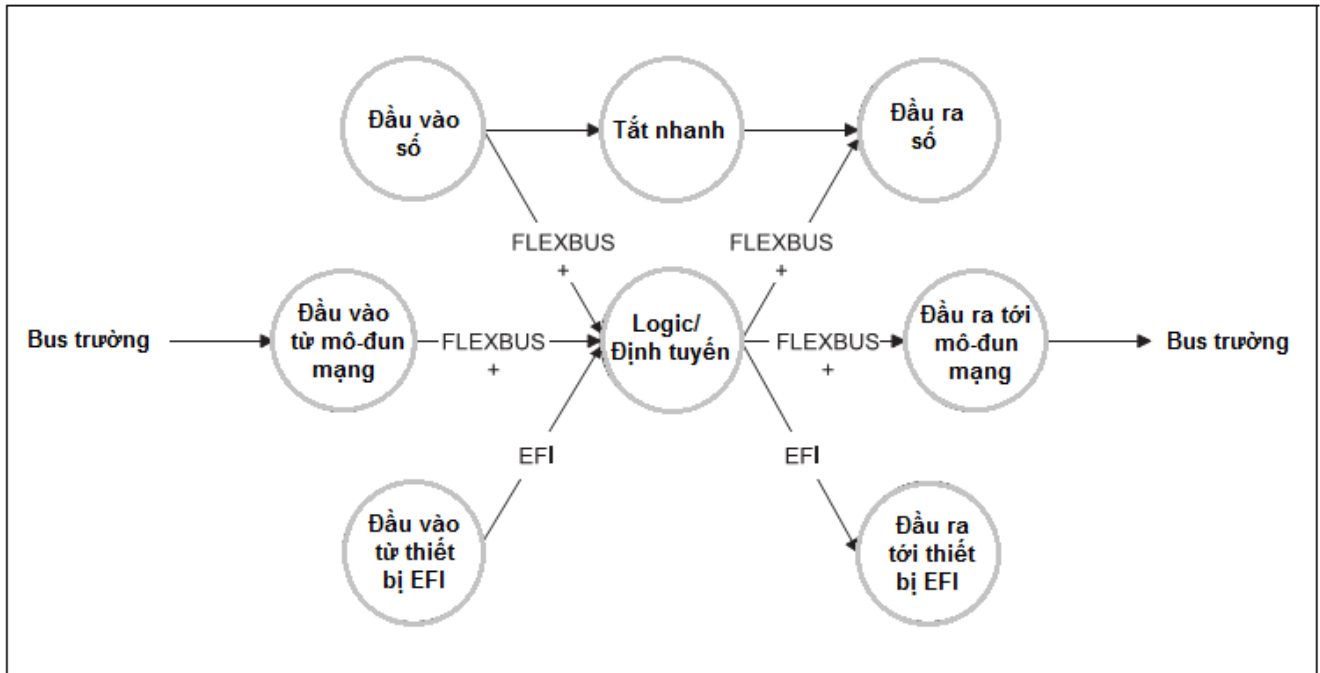 Đầu vào
số
Tắt nhanh
Đầu ra
số
FLEXBUS
+
FLEXBUS
+
Bus trường
Đầu vào
từ mô-đun
mạng
FLEXBUS
+
Logic/
Định tuyến
FLEXBUS
+
Đầu ra tới
mô-đun
mạng
Bus trường
EFI
EFI
Đầu vào
từ thiết
bị EFI
Đầu ra
tới thiết
bị EFI